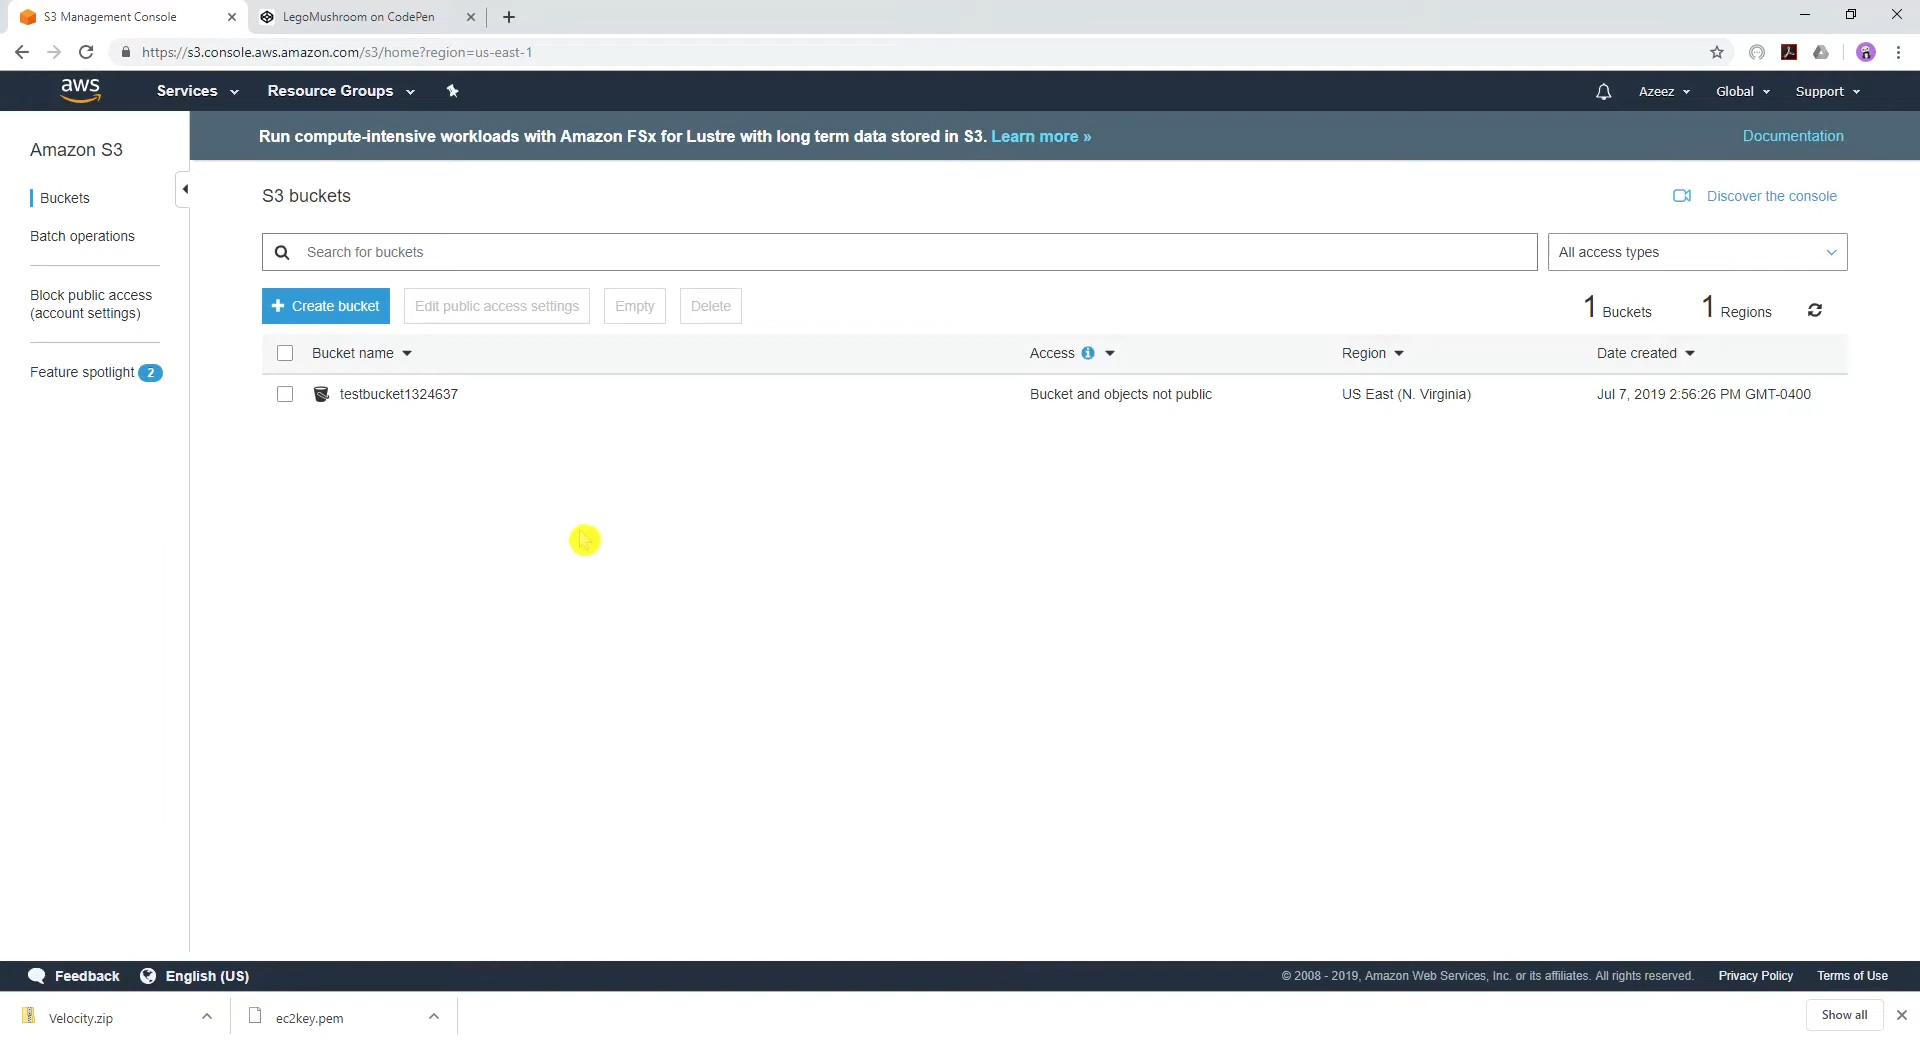 S3 Management Console
LegoMushroom on CodePen
https://s3.console.aws.amazon.com/s3/home?region=us-east-1
aws
Services
Resource Groups
Azeez
Global
Support
Amazon S3
Buckets
Batch operations
Block public access
(account settings)
Feature spotlight 2
Run compute-intensive workloads with Amazon FSx for Lustre with long term data stored in S3. Learn more »
Documentation
S3 buckets
Discover the console
Search for buckets
All access types
Create bucket
Edit public access settings
Empty
Delete
1 Buckets
1 Regions
Bucket name
Access
Region
Date created
testbucket1324637
Bucket and objects not public
US East (N. Virginia)
Jul 7, 2019 2:56:26 PM GMT-0400
Feedback
English (US)
© 2008 - 2019, Amazon Web Services, Inc. or its affiliates. All rights reserved.
Privacy Policy
Terms of Use
Velocity.zip
ec2key.pem
Show all